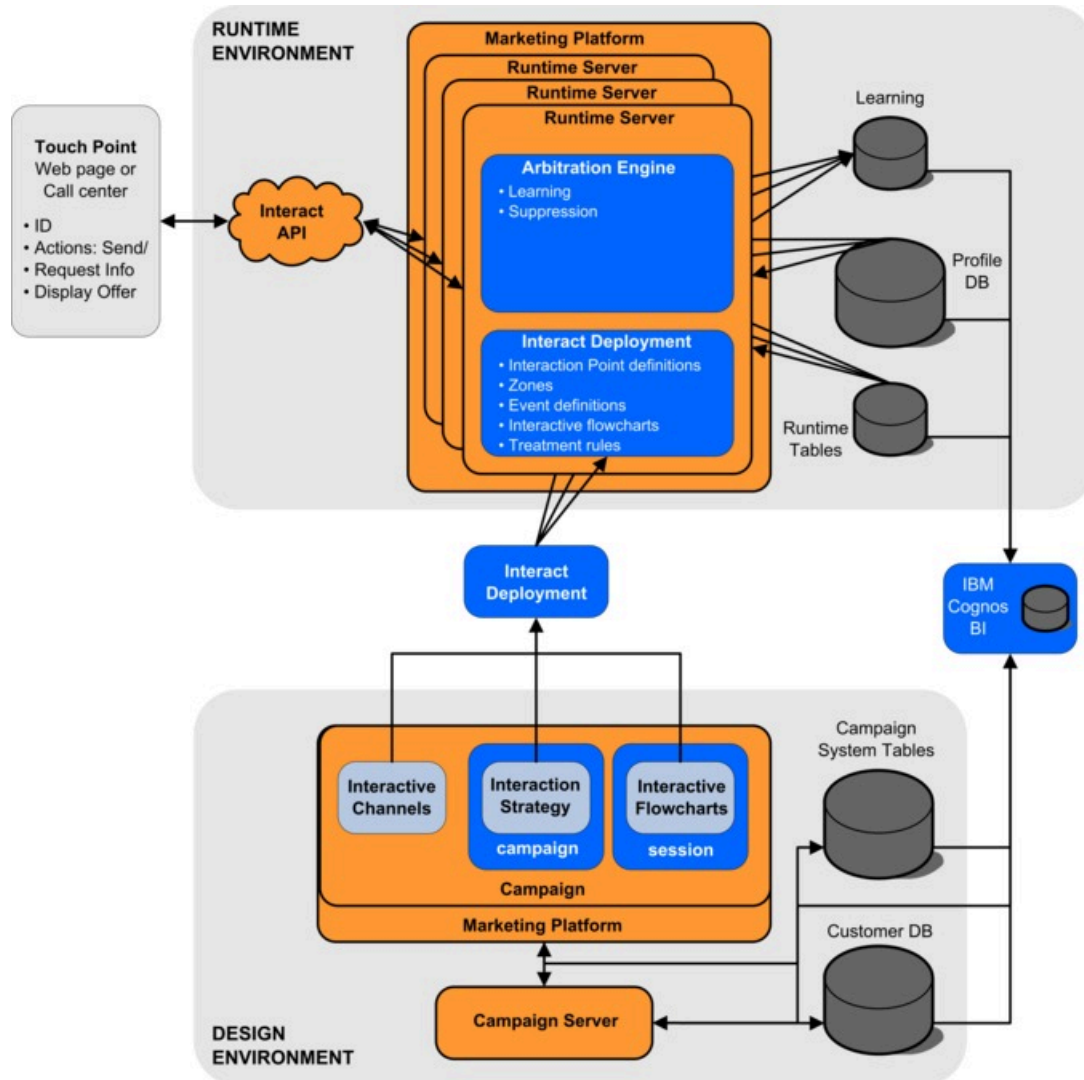 RUNTIME
ENVIRONMENT
Marketing Platform
Runtime Server
Runtime Server
Runtime Server
Touch Point
Web page or
Call center
• ID
• Actions: Send/
• Request Info
• Display Offer
Interact
API
Arbitration Engine
• Learning
• Suppression
Interact Deployment
• Interaction Point definitions
• Zones
• Event definitions
• Interactive flowcharts
• Treatment rules
Learning
Profile
DB
Runtime
Tables
Interact
Deployment
IBM
Cognos
BI
Interactive
Channels
Interaction
Strategy
campaign
Interactive
Flowcharts
session
Campaign
Marketing Platform
Campaign
System Tables
Customer DB
Campaign Server
DESIGN
ENVIRONMENT